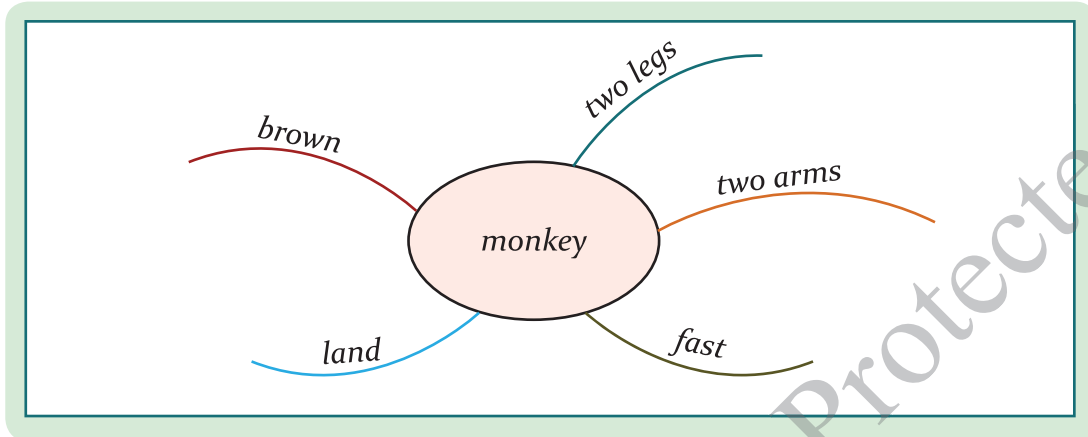 two legs
brown
two arms
monkey
land
fast
Protecte